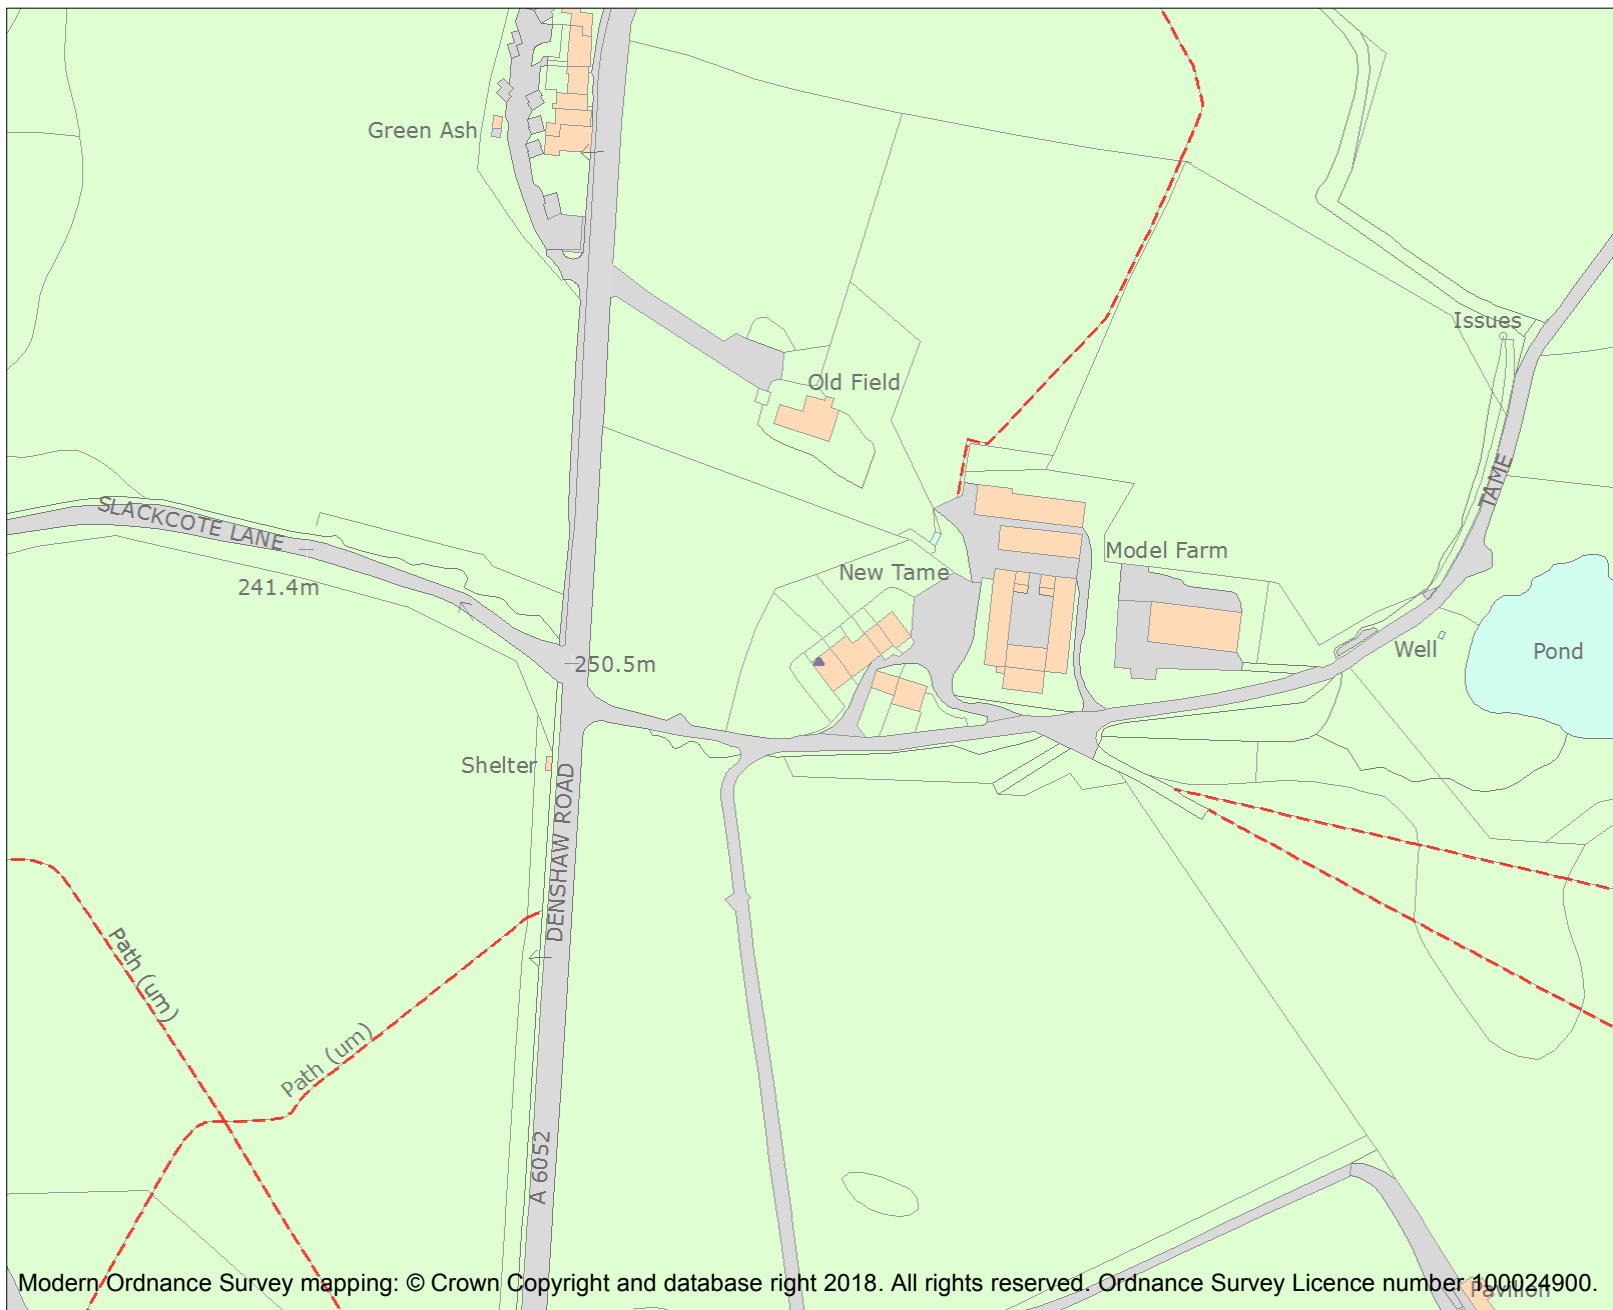 Green Ash
Issues
Old Field
TAME
SLACKCOTE LANE
Model Farm
New Tame
241.4m
Well
Pond
250.5m
Shelter
DENSHAW ROAD
Path (um)
Path (um)
A 6052
Modern Ordnance Survey mapping: © Crown Copyright and database right 2018. All rights reserved. Ordnance Survey Licence number 100024900.
Pavilion